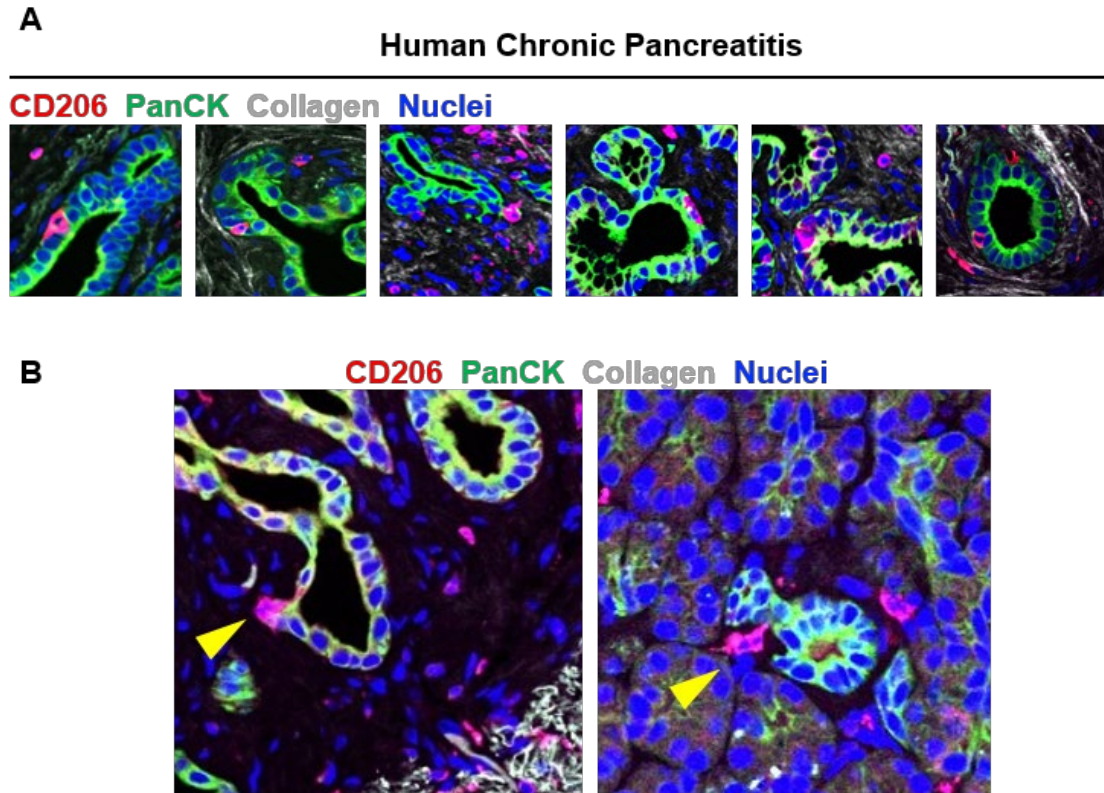 A
Human Chronic Pancreatitis
CD206 PanCK Collagen Nuclei
B
CD206 PanCK Collagen Nuclei